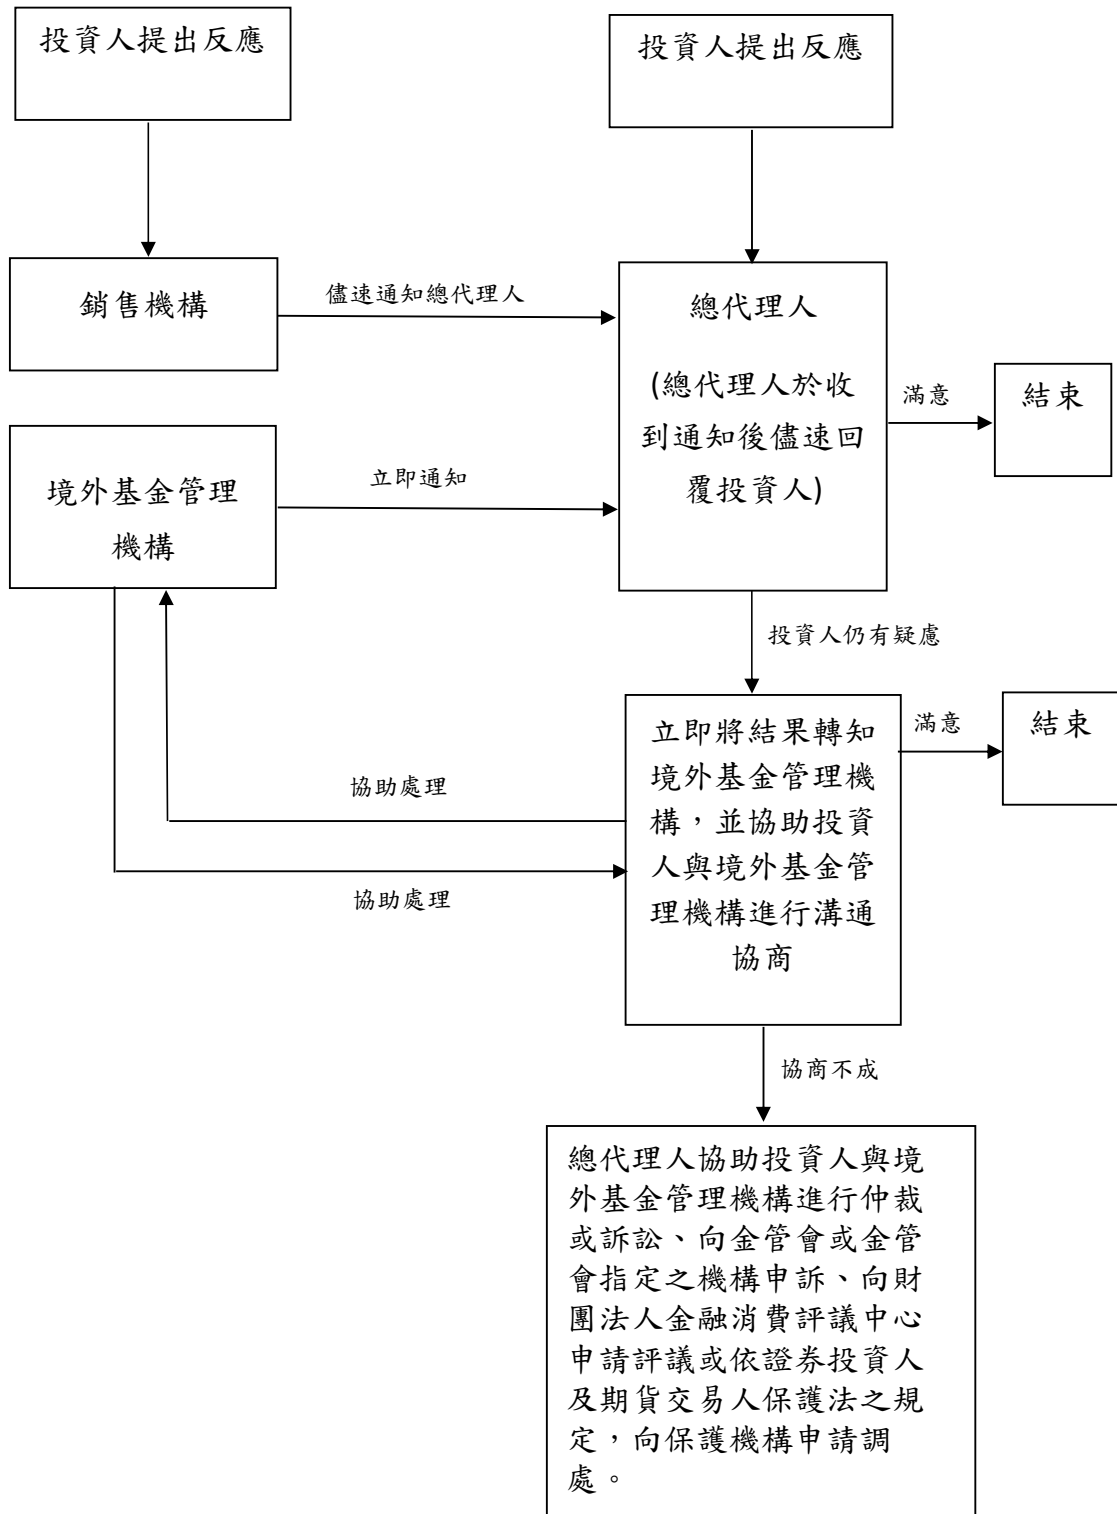 投資人提出反應
投資人提出反應
銷售機構
儘速通知總代理人
總代理人
(總代理人於收
到通知後儘速回
覆投資人)
滿意
結束
境外基金管理
機構
立即通知
投資人仍有疑慮
立即將結果轉知
境外基金管理機
構，並協助投資
人與境外基金管
理機構進行溝通
協商
滿意
結束
協助處理
協助處理
協商不成
總代理人協助投資人與境
外基金管理機構進行仲裁
或訴訟、向金管會或金管
會指定之機構申訴、向財
團法人金融消費評議中心
申請評議或依證券投資人
及期貨交易人保護法之規
定，向保護機構申請調
處。